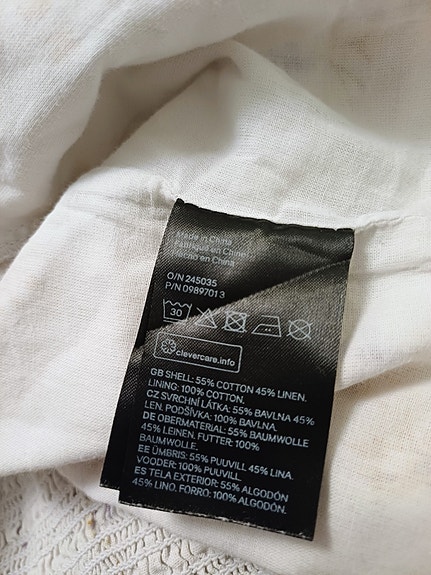 Made in China
Fabriqué en Chine
Hecho en China
O/N 245035
P/N 09897013
30
clevercare.info
GB SHELL: 55% COTTON 45% LINEN.
LINING: 100% COTTON.
CZ SVRCHNÍ LÁTKA: 55% BAVLNA 45%
LEN. PODŠÍVKA: 100% BAVLNA.
DE OBERMATERIAL: 55% BAUMWOLLE
45% LEINEN. FUTTER: 100%
BAUMWOLLE.
EE ÜMBRIS: 55% PUUVILL 45% LINA.
VOODER: 100% PUUVILL.
ES TELA EXTERIOR: 55% ALGODÓN
45% LINO. FORRO: 100% ALGODÓN